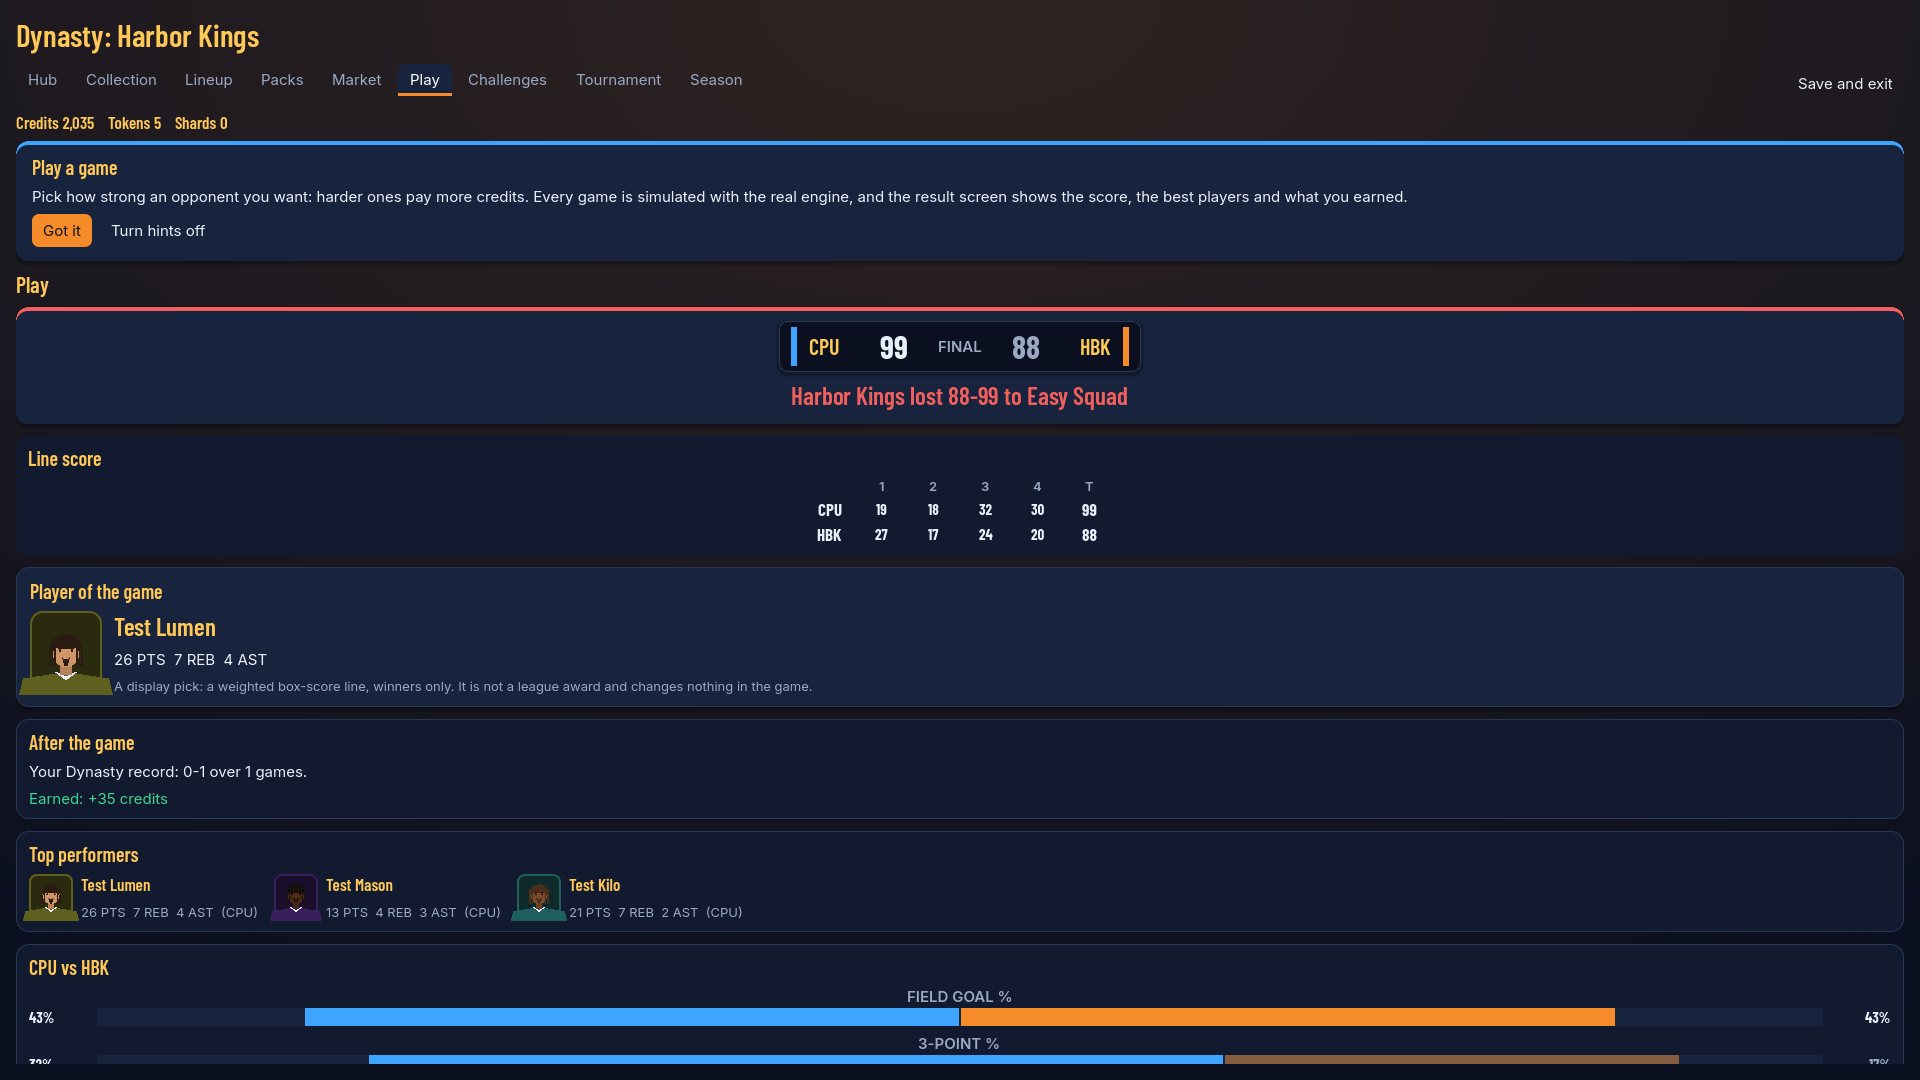 Dynasty: Harbor Kings
Hub Collection Lineup Packs Market Play Challenges Tournament Season
Save and exit
Credits 2,035 Tokens 5 Shards 0
Play a game
Pick how strong an opponent you want: harder ones pay more credits. Every game is simulated with the real engine, and the result screen shows the score, the best players and what you earned.
Got it Turn hints off
Play
CPU 99 FINAL 88 HBK
Harbor Kings lost 88-99 to Easy Squad
Line score
1 2 3 4 T
CPU 19 18 32 30 99
HBK 27 17 24 20 88
Player of the game
Test Lumen
26 PTS 7 REB 4 AST
A display pick: a weighted box-score line, winners only. It is not a league award and changes nothing in the game.
After the game
Your Dynasty record: 0-1 over 1 games.
Earned: +35 credits
Top performers
Test Lumen
26 PTS 7 REB 4 AST (CPU)
Test Mason
13 PTS 4 REB 3 AST (CPU)
Test Kilo
21 PTS 7 REB 2 AST (CPU)
CPU vs HBK
FIELD GOAL %
43% 43%
3-POINT %